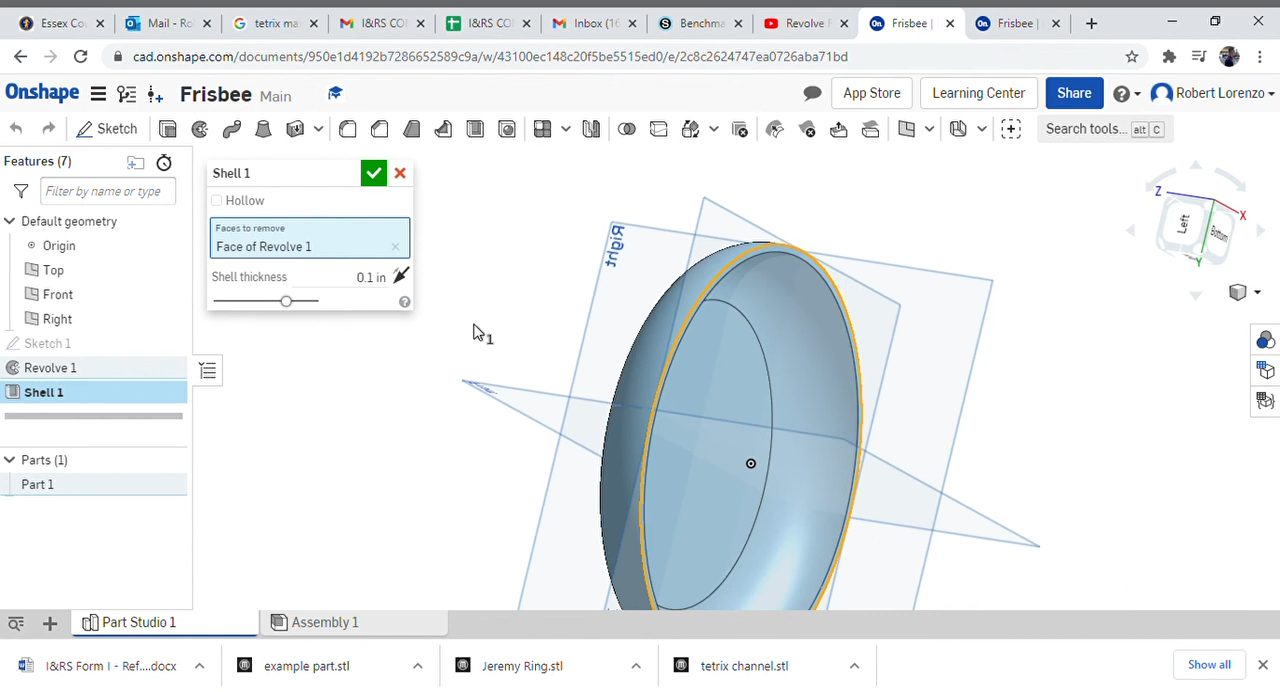 Essex Cou
Mail - Ro
tetrix ma
I&RS CO
I&RS CO
Inbox (16
Benchma
Revolve F
Frisbee |
Frisbee |
cad.onshape.com/documents/950e1d4192b7286652589c9a/w/43100ec148c20f5be5515ed0/e/2c8c2624747ea0726aba71bd
Onshape
Frisbee Main
App Store
Learning Center
Share
Robert Lorenzo
Sketch
Search tools... alt C
Features (7)
Filter by name or type
Default geometry
Origin
Top
Front
Right
Sketch 1
Revolve 1
Shell 1
Parts (1)
Part 1
Shell 1
Hollow
Faces to remove
Face of Revolve 1
Shell thickness 0.1 in
1
Right
Z
X
Y
Left
Bottom
Part Studio 1
Assembly 1
I&RS Form I - Ref....docx
example part.stl
Jeremy Ring.stl
tetrix channel.stl
Show all